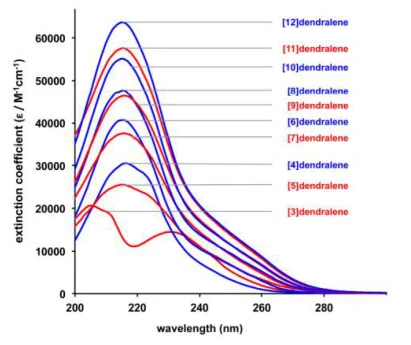 [12]dendralene
[11]dendralene
[10]dendralene
[8]dendralene
[9]dendralene
[6]dendralene
[7]dendralene
[4]dendralene
[5]dendralene
[3]dendralene
extinction coefficient (ε / M⁻¹cm⁻¹)
60000
50000
40000
30000
20000
10000
0
200 220 240 260 280
wavelength (nm)